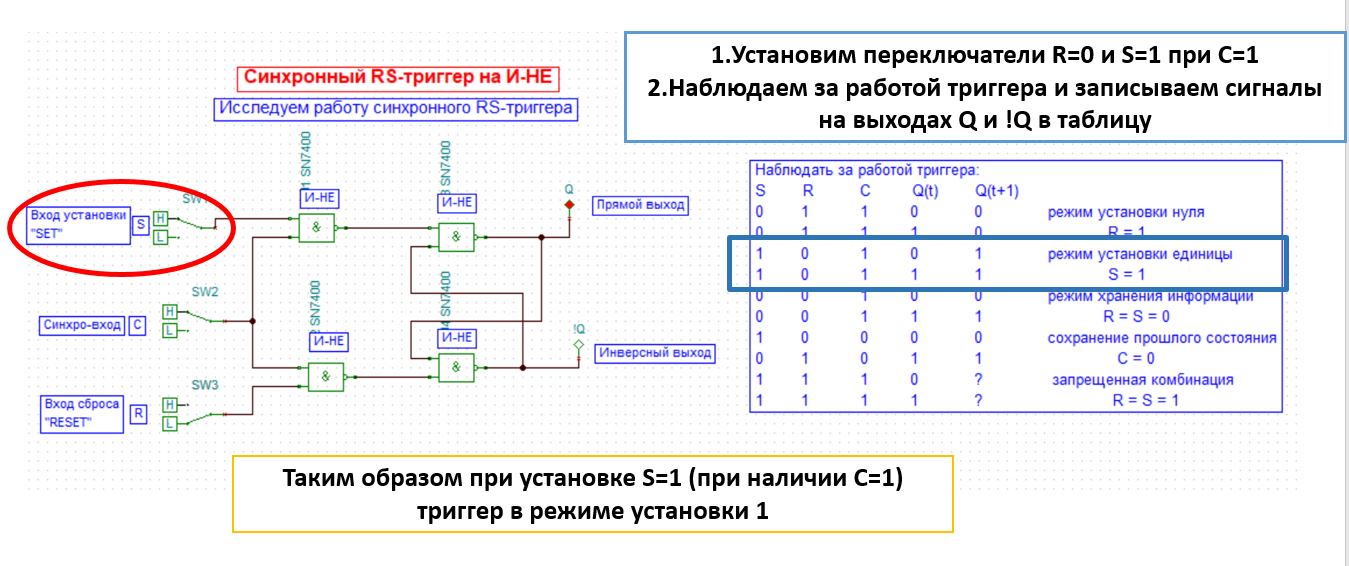 1.Установим переключатели R=0 и S=1 при C=1
2.Наблюдаем за работой триггера и записываем сигналы
на выходах Q и !Q в таблицу
Синхронный RS-триггер на И-НЕ
Исследуем работу синхронного RS-триггера
SN7400
SN7400
И-НЕ
И-НЕ
&
&
Вход установки
"SET"
S
H
L
Q
Прямой выход
SW2
Синхро-вход
C
H
L
SN7400
SN7400
И-НЕ
И-НЕ
&
&
!Q
Инверсный выход
SW3
Вход сброса
"RESET"
R
H
L
Наблюдать за работой триггера:
S R C Q(t) Q(t+1)
0 1 1 0 0 режим установки нуля
0 1 1 1 0 R = 1
1 0 1 0 1 режим установки единицы
1 0 1 1 1 S = 1
0 0 1 0 0 режим хранения информации
0 0 1 1 1 R = S = 0
1 0 0 0 0 сохранение прошлого состояния
0 1 0 1 1 C = 0
1 1 1 0 ? запрещенная комбинация
1 1 1 1 ? R = S = 1
Таким образом при установке S=1 (при наличии C=1)
триггер в режиме установки 1